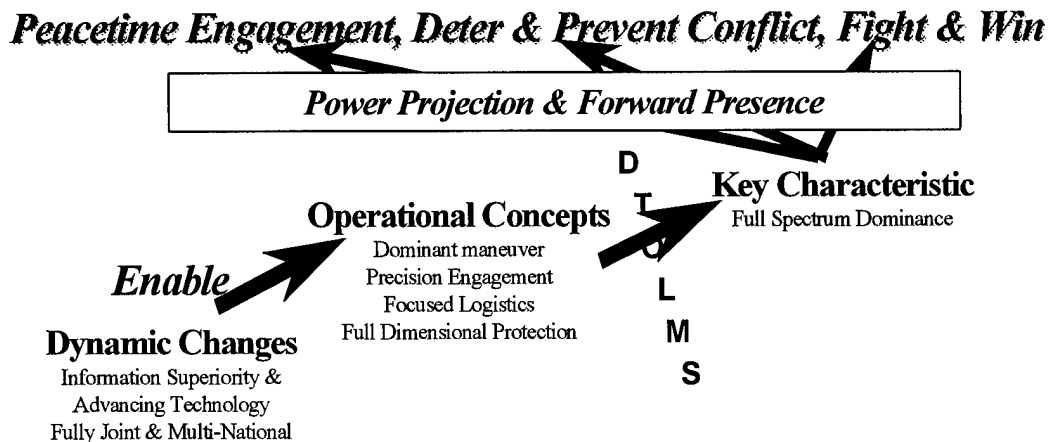 Peacetime Engagement, Deter & Prevent Conflict, Fight & Win
Power Projection & Forward Presence
D
T
O
L
M
S
Key Characteristic
Full Spectrum Dominance
Operational Concepts
Dominant maneuver
Precision Engagement
Focused Logistics
Full Dimensional Protection
Enable
Dynamic Changes
Information Superiority &
Advancing Technology
Fully Joint & Multi-National